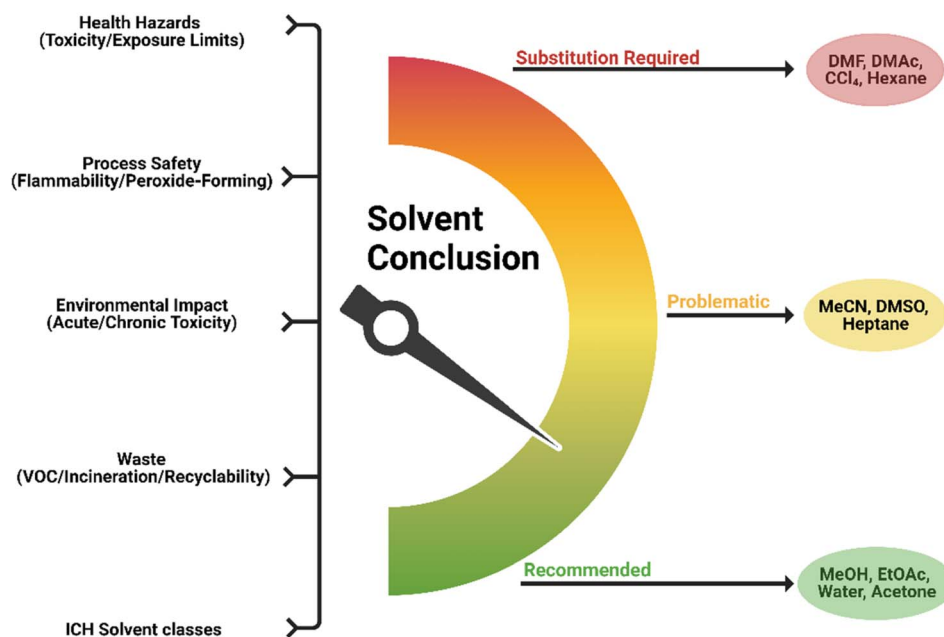 Health Hazards
(Toxicity/Exposure Limits)
Process Safety
(Flammability/Peroxide-Forming)
Environmental Impact
(Acute/Chronic Toxicity)
Waste
(VOC/Incineration/Recyclability)
ICH Solvent classes
Solvent
Conclusion
Substitution Required
DMF, DMAc,
CCl₄, Hexane
Problematic
MeCN, DMSO,
Heptane
Recommended
MeOH, EtOAc,
Water, Acetone